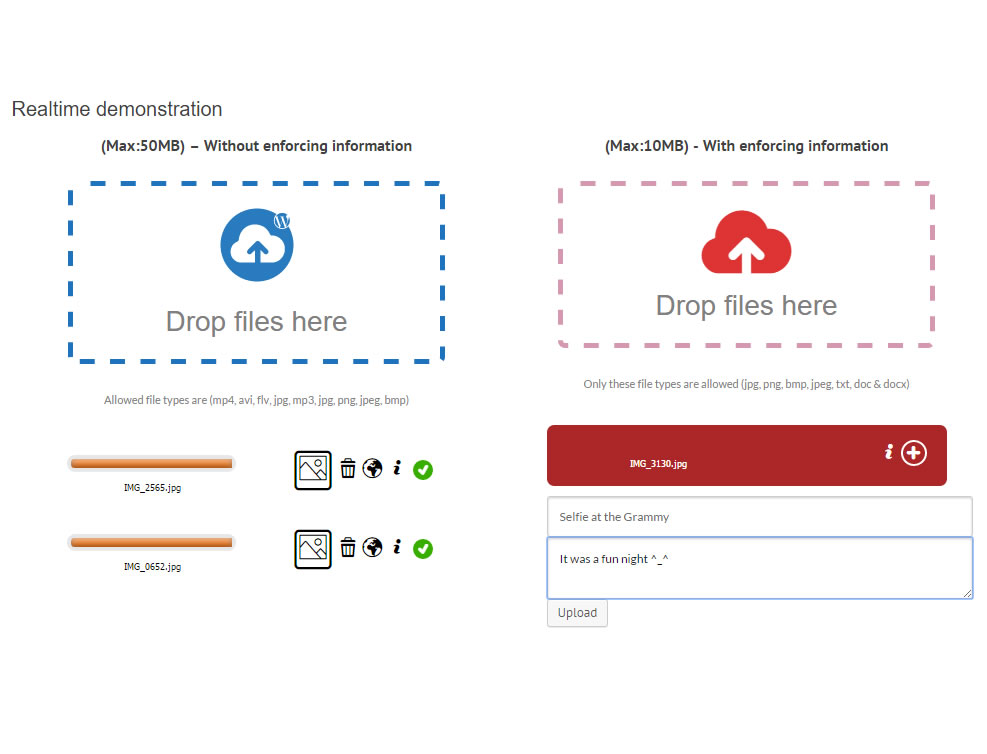 Realtime demonstration
(Max:50MB) – Without enforcing information
Drop files here
Allowed file types are (mp4, avi, flv, jpg, mp3, jpg, png, jpeg, bmp)
IMG_2565.jpg
IMG_0652.jpg
(Max:10MB) - With enforcing information
Drop files here
Only these file types are allowed (jpg, png, bmp, jpeg, txt, doc & docx)
IMG_3130.jpg
Selfie at the Grammy
It was a fun night ^_^
Upload